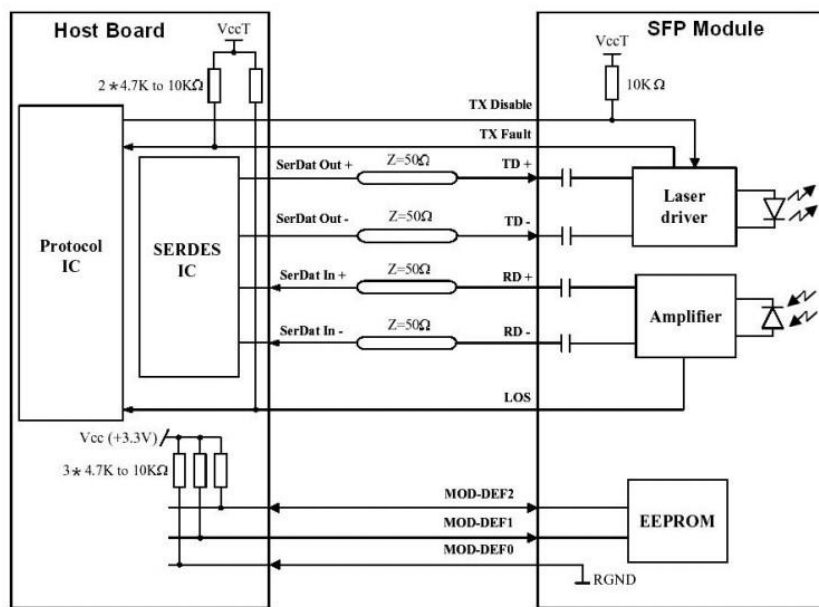 Host Board
SFP Module
VccT
VccT
2*4.7K to 10KΩ
10KΩ
TX Disable
TX Fault
SerDat Out +
Z=50Ω
TD +
Laser
driver
SerDat Out -
Z=50Ω
TD -
Protocol
IC
SERDES
IC
SerDat In +
Z=50Ω
RD +
Amplifier
SerDat In -
Z=50Ω
RD -
LOS
Vcc (+3.3V)
3*4.7K to 10KΩ
MOD-DEF2
MOD-DEF1
EEPROM
MOD-DEF0
RGND